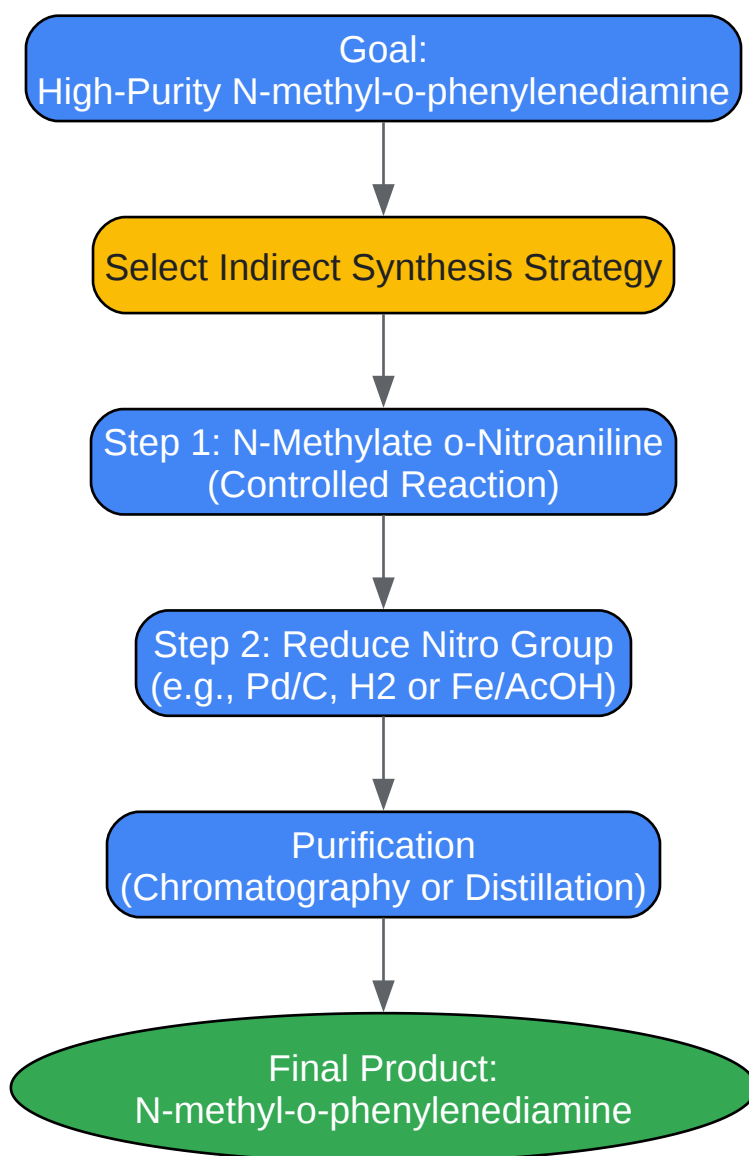 Goal:
High-Purity N-methyl-o-phenylenediamine
Select Indirect Synthesis Strategy
Step 1: N-Methylate o-Nitroaniline
(Controlled Reaction)
Step 2: Reduce Nitro Group
(e.g., Pd/C, H2 or Fe/AcOH)
Purification
(Chromatography or Distillation)
Final Product:
N-methyl-o-phenylenediamine